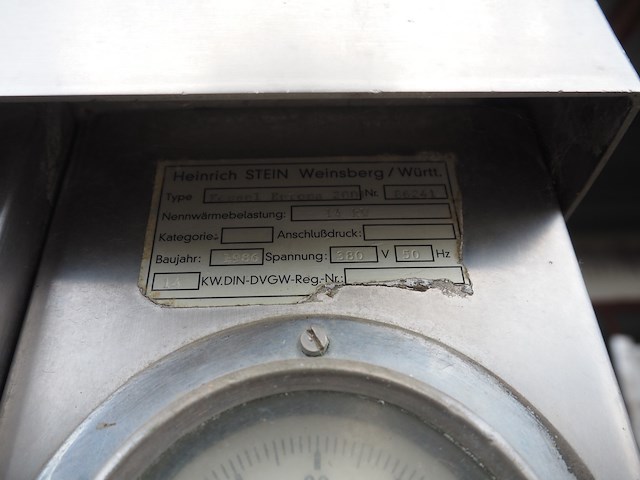 Heinrich STEIN Weinsberg/Württ.
Type Nr.
Nennwärmebelastung:
Kategorie: Anschlußdruck:
Baujahr: 1986 Spannung: 380 V 50 Hz
KW.DIN-DVGW-Reg.-Nr.: